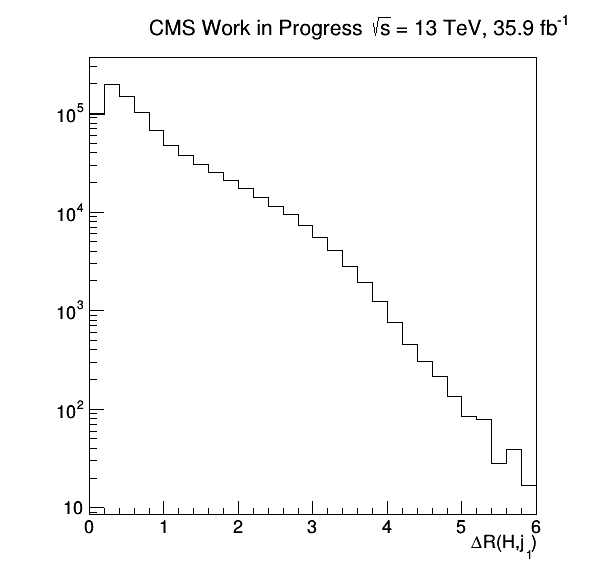 CMS Work in Progress √s = 13 TeV, 35.9 fb⁻¹
10⁵
10⁴
10³
10²
10
0 1 2 3 4 5 6
ΔR(H,j₁)